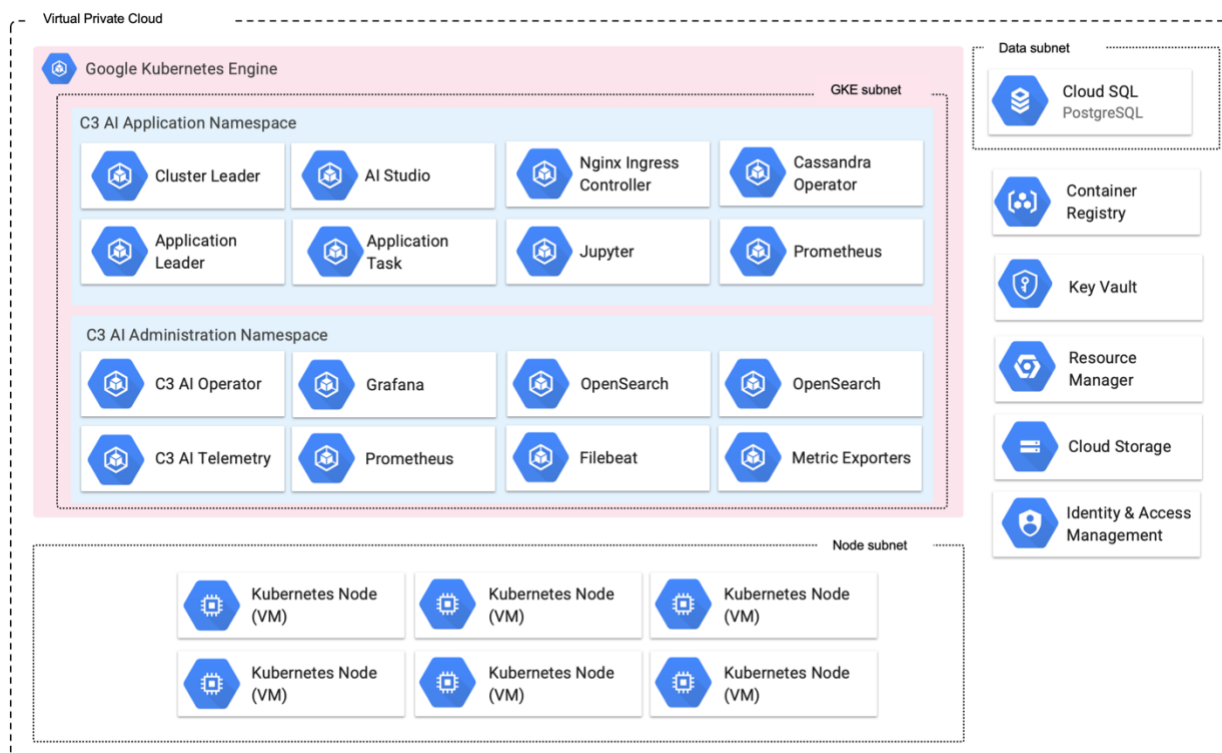 Virtual Private Cloud
Google Kubernetes Engine
GKE subnet
C3 AI Application Namespace
Cluster Leader
AI Studio
Nginx Ingress
Controller
Cassandra
Operator
Application
Leader
Application
Task
Jupyter
Prometheus
C3 AI Administration Namespace
C3 AI Operator
Grafana
OpenSearch
OpenSearch
C3 AI Telemetry
Prometheus
Filebeat
Metric Exporters
Node subnet
Kubernetes Node
(VM)
Kubernetes Node
(VM)
Kubernetes Node
(VM)
Kubernetes Node
(VM)
Kubernetes Node
(VM)
Kubernetes Node
(VM)
Data subnet
Cloud SQL
PostgreSQL
Container
Registry
Key Vault
Resource
Manager
Cloud Storage
Identity & Access
Management